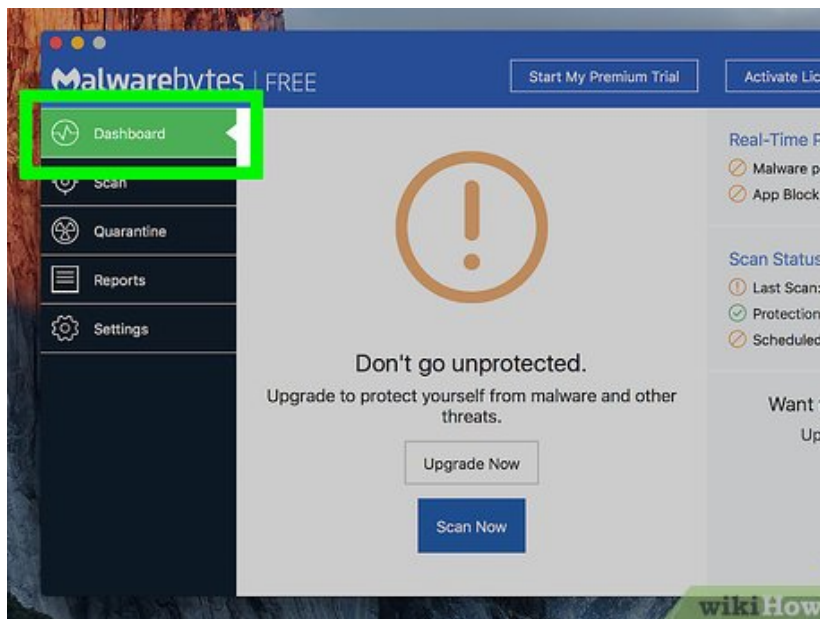 Malwarebytes | FREE
Start My Premium Trial
Activate
Dashboard
Scan
Quarantine
Reports
Settings
Don't go unprotected.
Upgrade to protect yourself from malware and other
threats.
Upgrade Now
Scan Now
Real-Time
Malware
App Block
Scan Status
Last Scan:
Protection
Scheduled
Want
Up
wikiHow